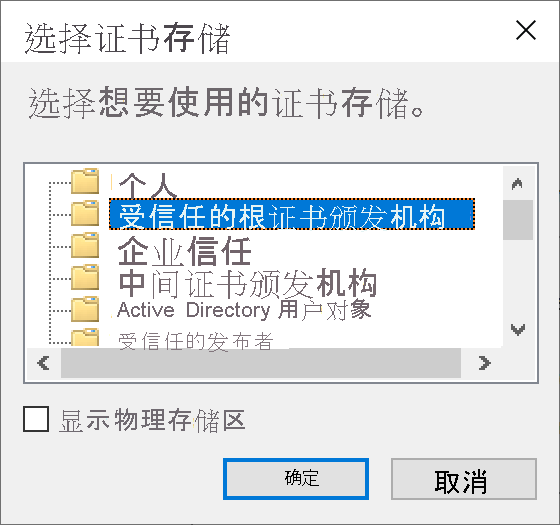 选择证书存储
选择想要使用的证书存储。
个人
受信任的根证书颁发机构
企业信任
中间证书颁发机构
Active Directory 用户对象
受信任的发布者
显示物理存储区
确定
取消